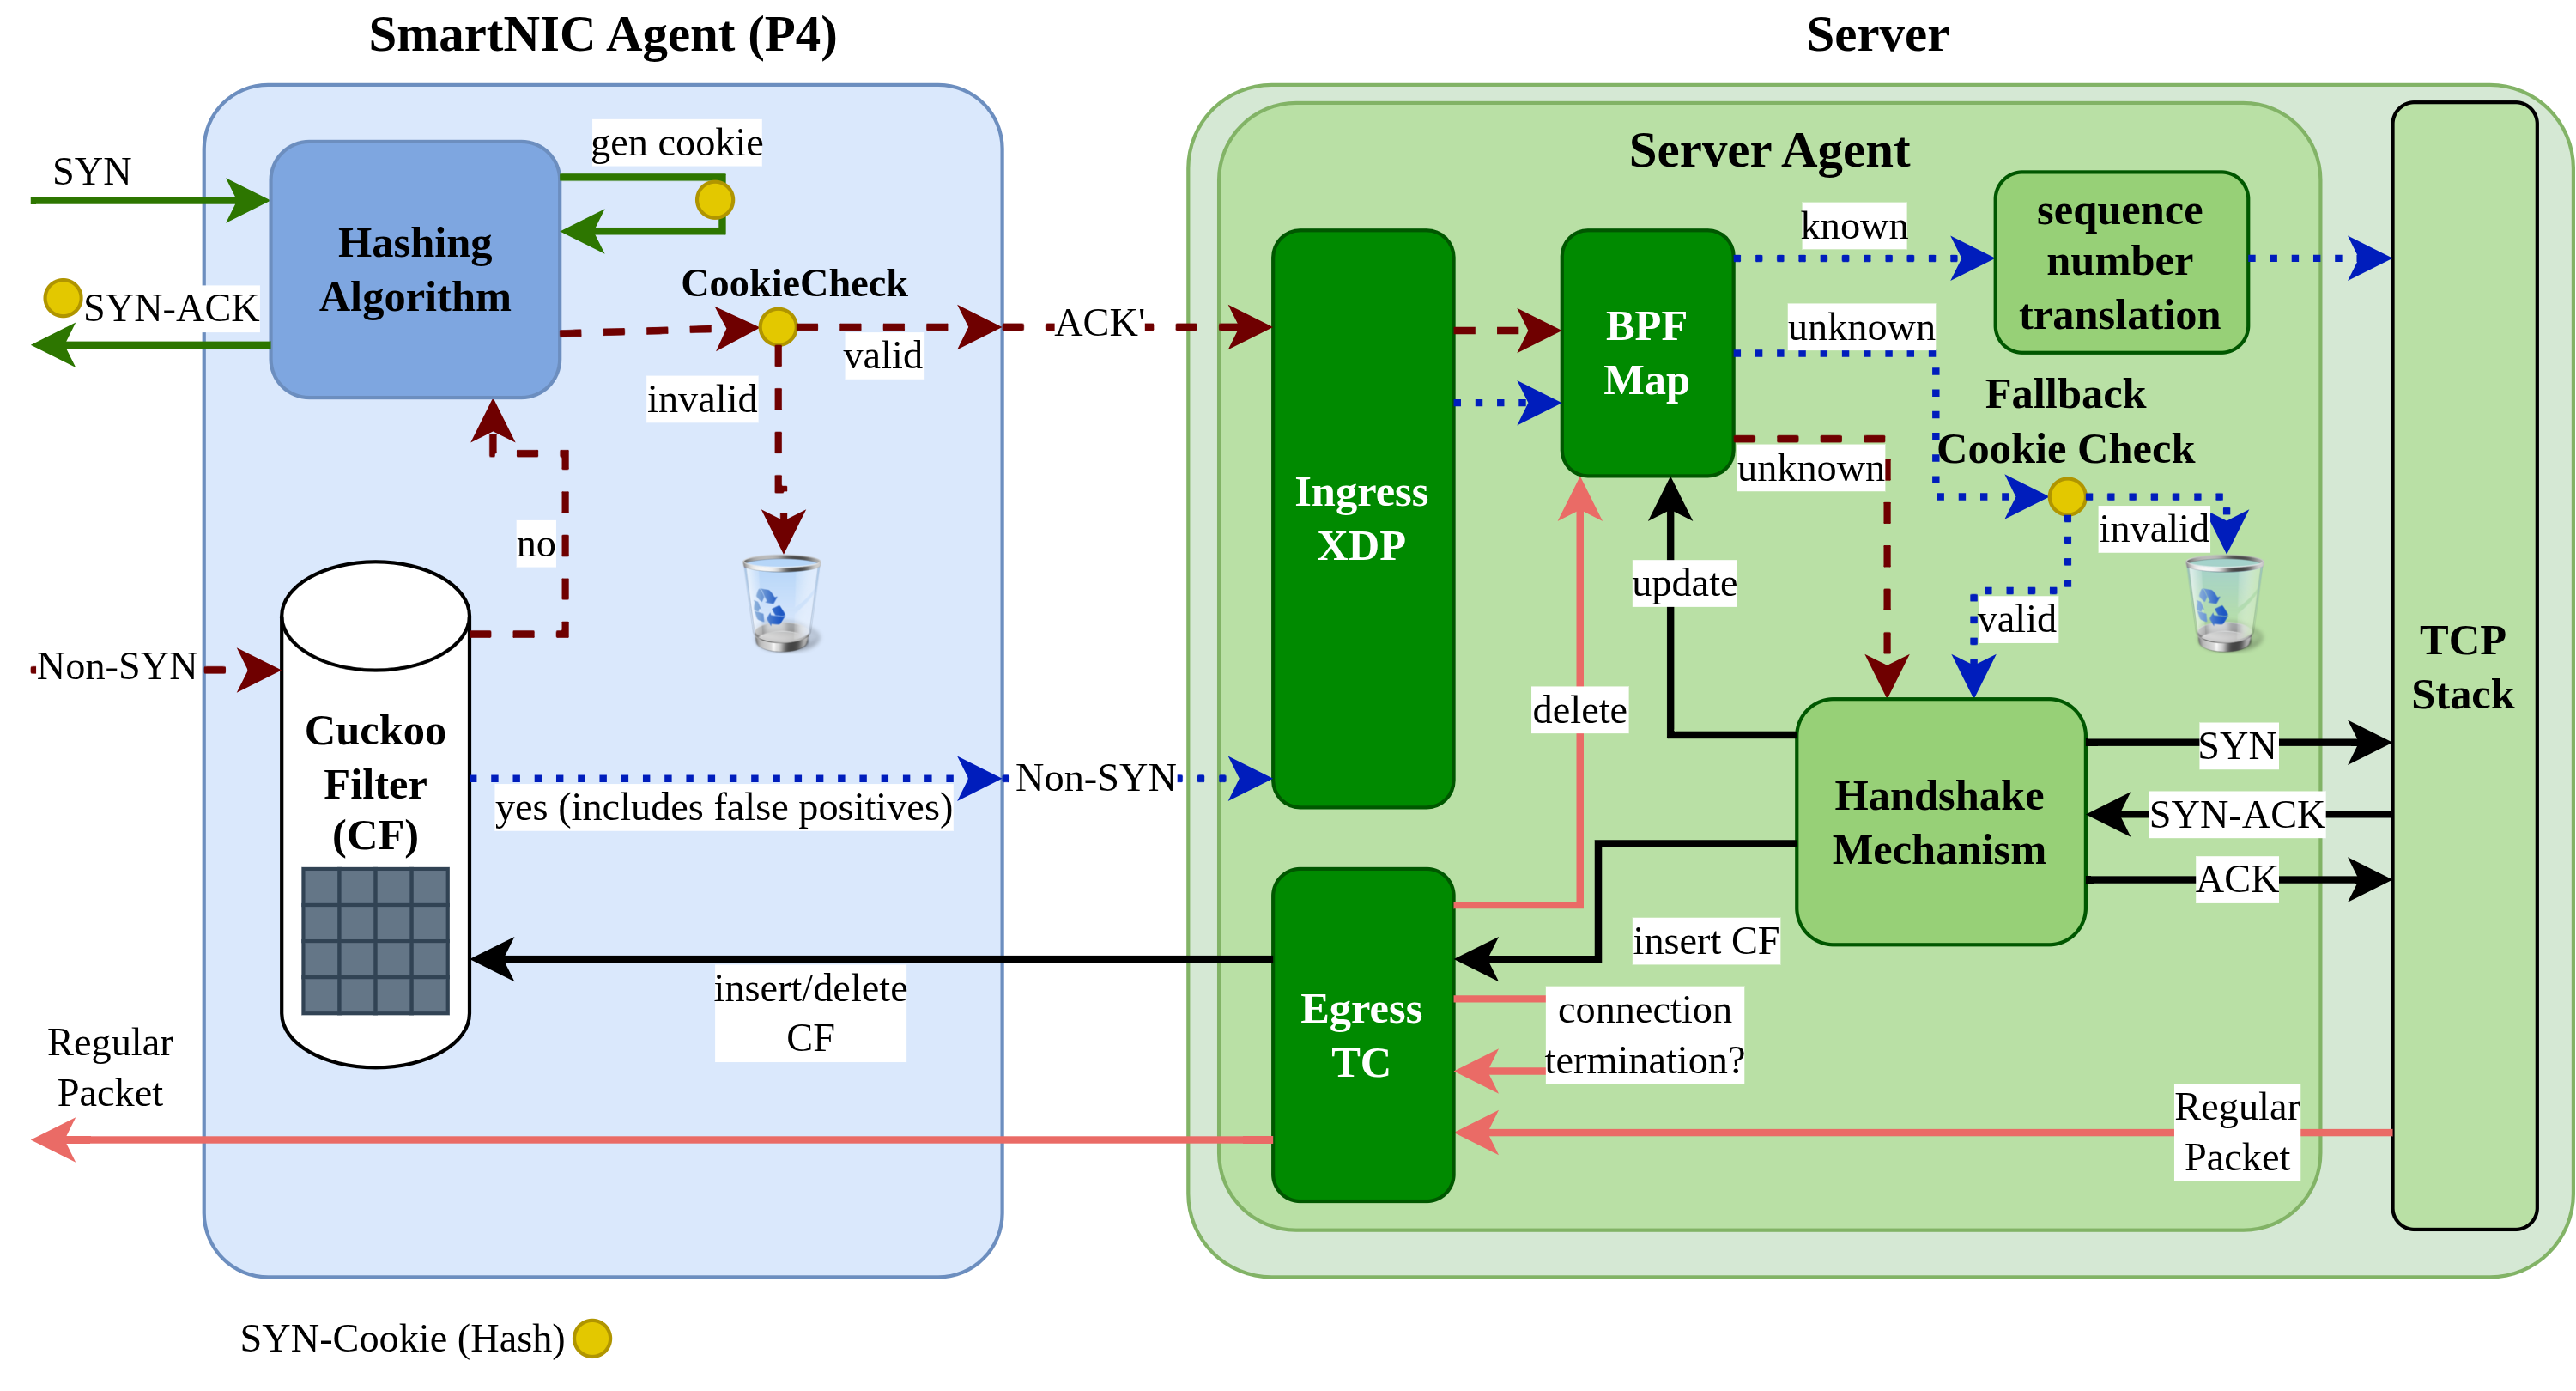 SmartNIC Agent (P4)
Server
SYN
gen cookie
Hashing
Algorithm
SYN-ACK
CookieCheck
valid
invalid
ACK'
no
Non-SYN
Cuckoo
Filter
(CF)
yes (includes false positives)
Non-SYN
insert/delete
CF
Regular
Packet
Server Agent
Ingress
XDP
BPF
Map
known
sequence
number
translation
unknown
Fallback
Cookie Check
unknown
invalid
valid
update
delete
TCP
Stack
Handshake
Mechanism
SYN
SYN-ACK
ACK
insert CF
Egress
TC
connection
termination?
Regular
Packet
SYN-Cookie (Hash)